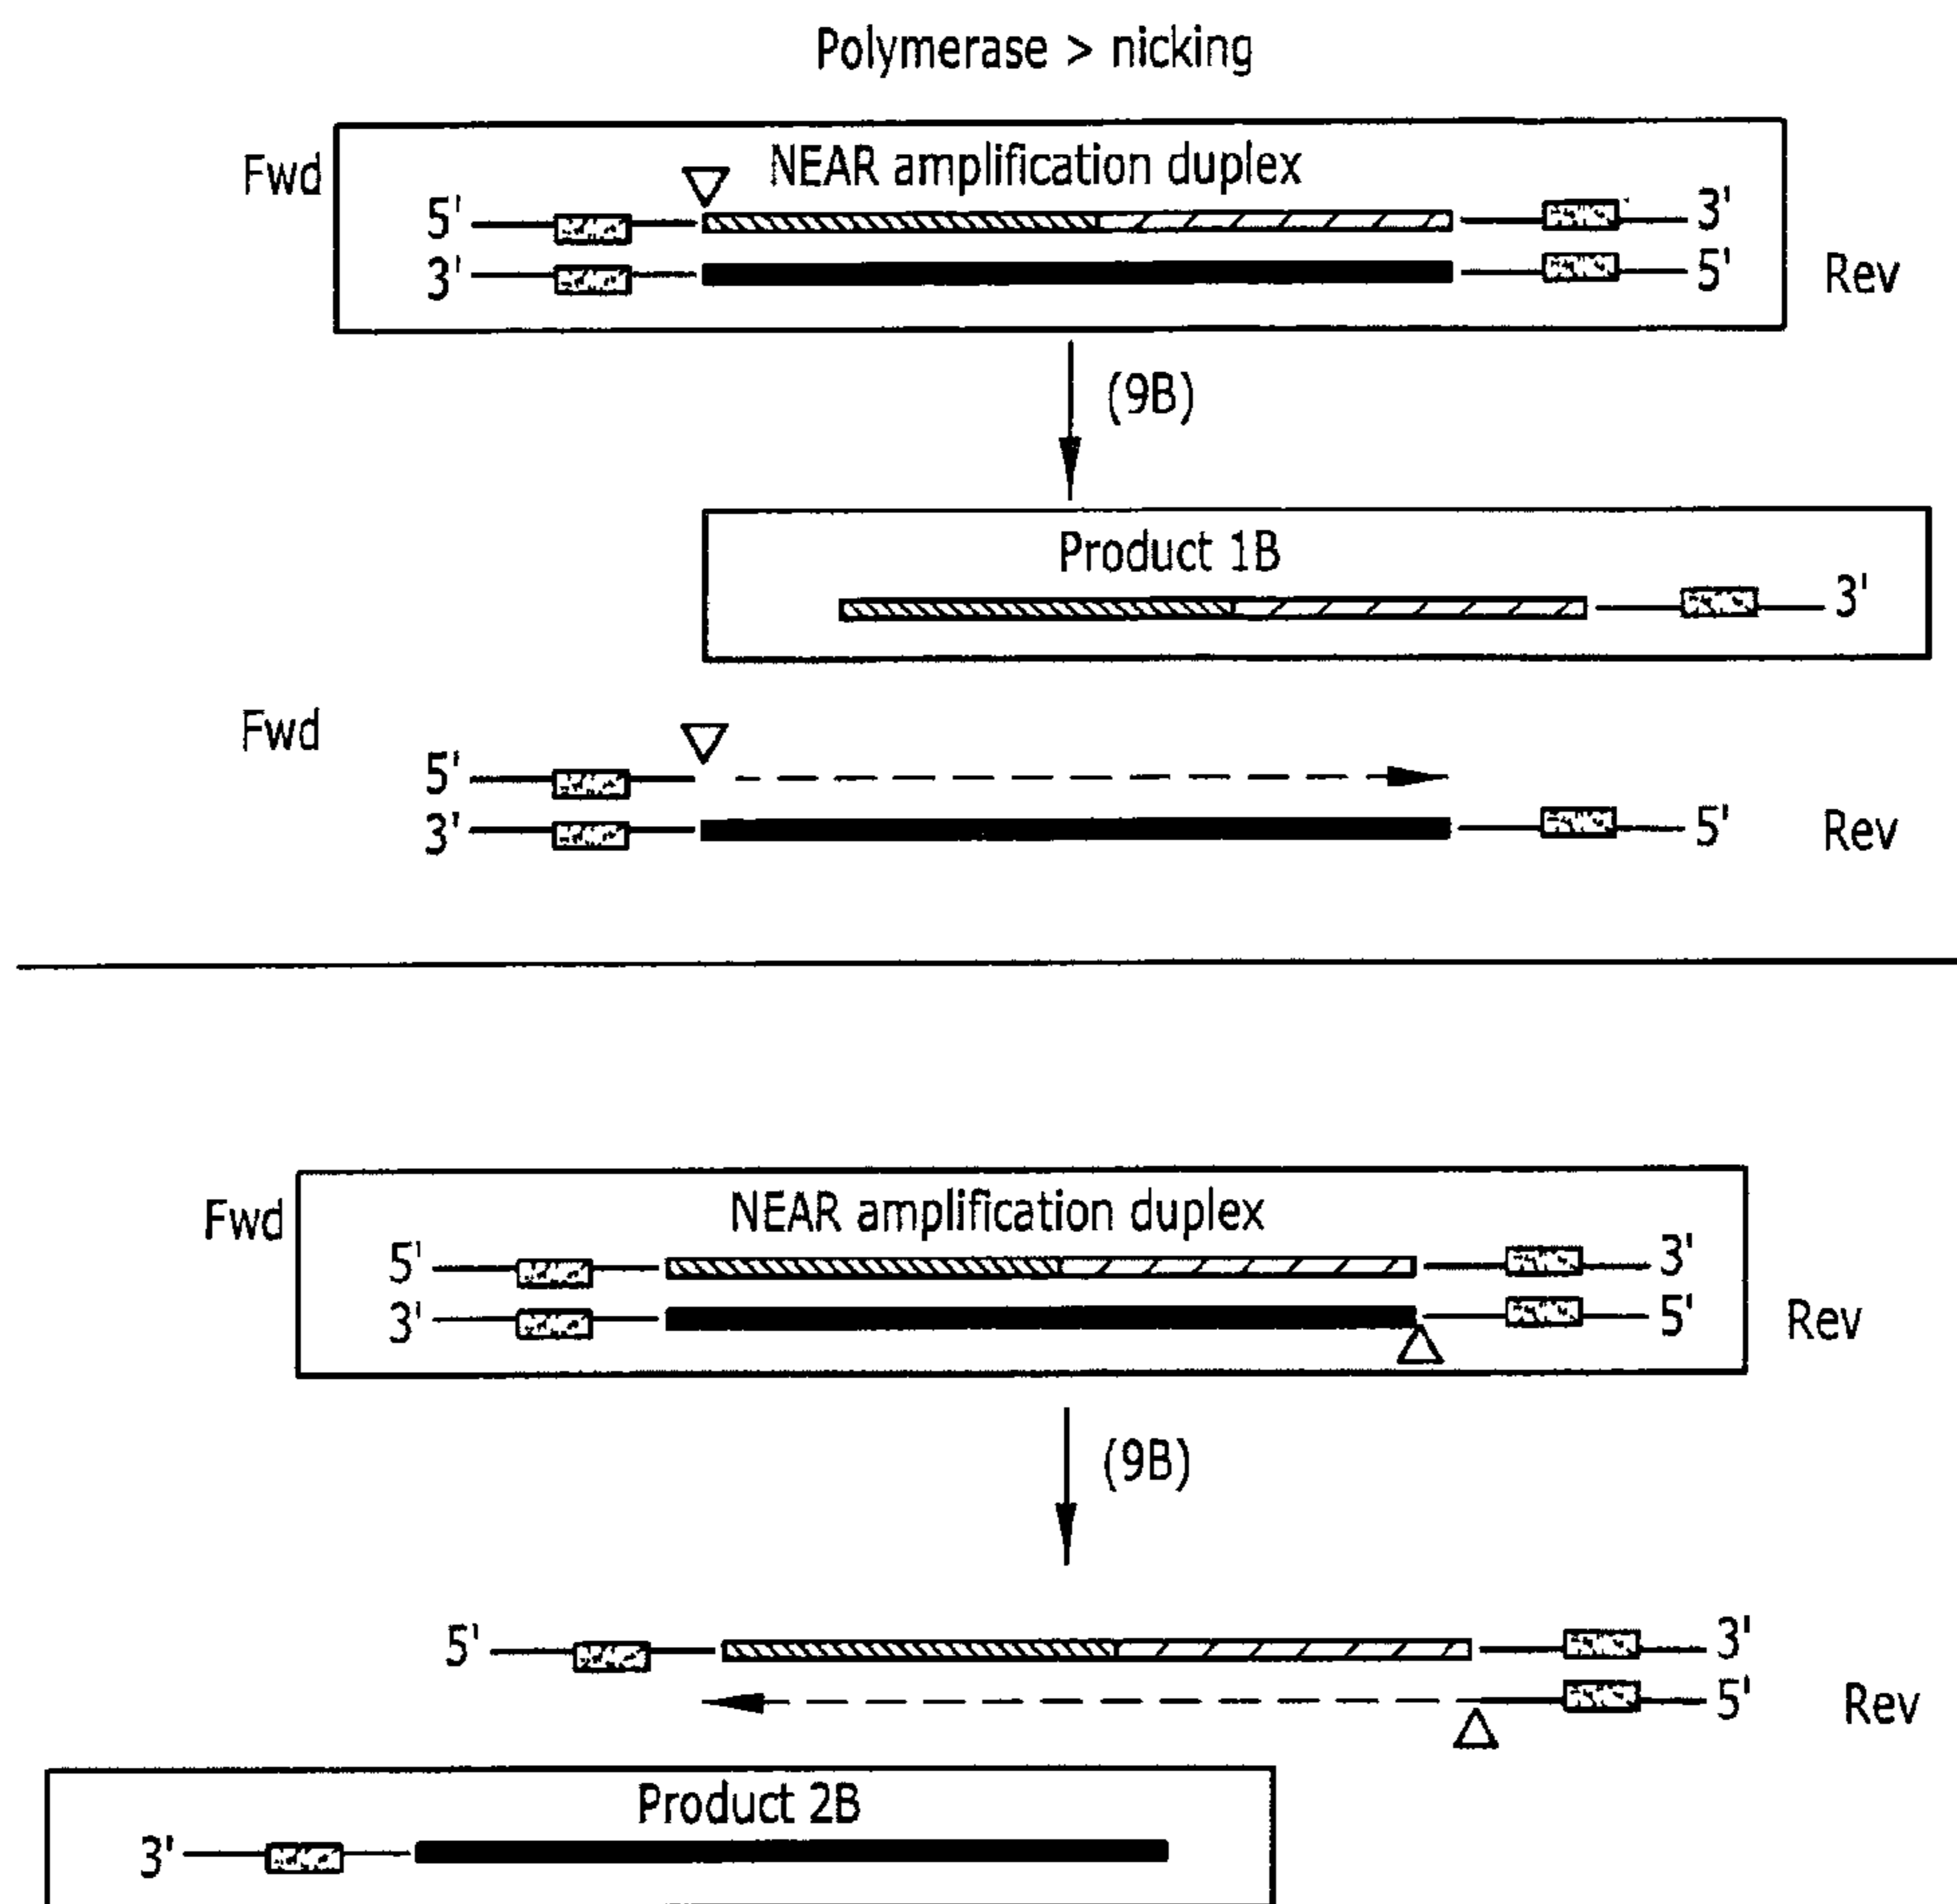 Polymerase > nicking
Fwd
NEAR amplification duplex
5' 3'
3' 5'
Rev
(9B)
Product 1B
3'
Fwd
5'
3' 5'
Rev
Fwd
NEAR amplification duplex
5' 3'
3' 5'
Rev
(9B)
5' 3'
5'
Rev
Product 2B
3'